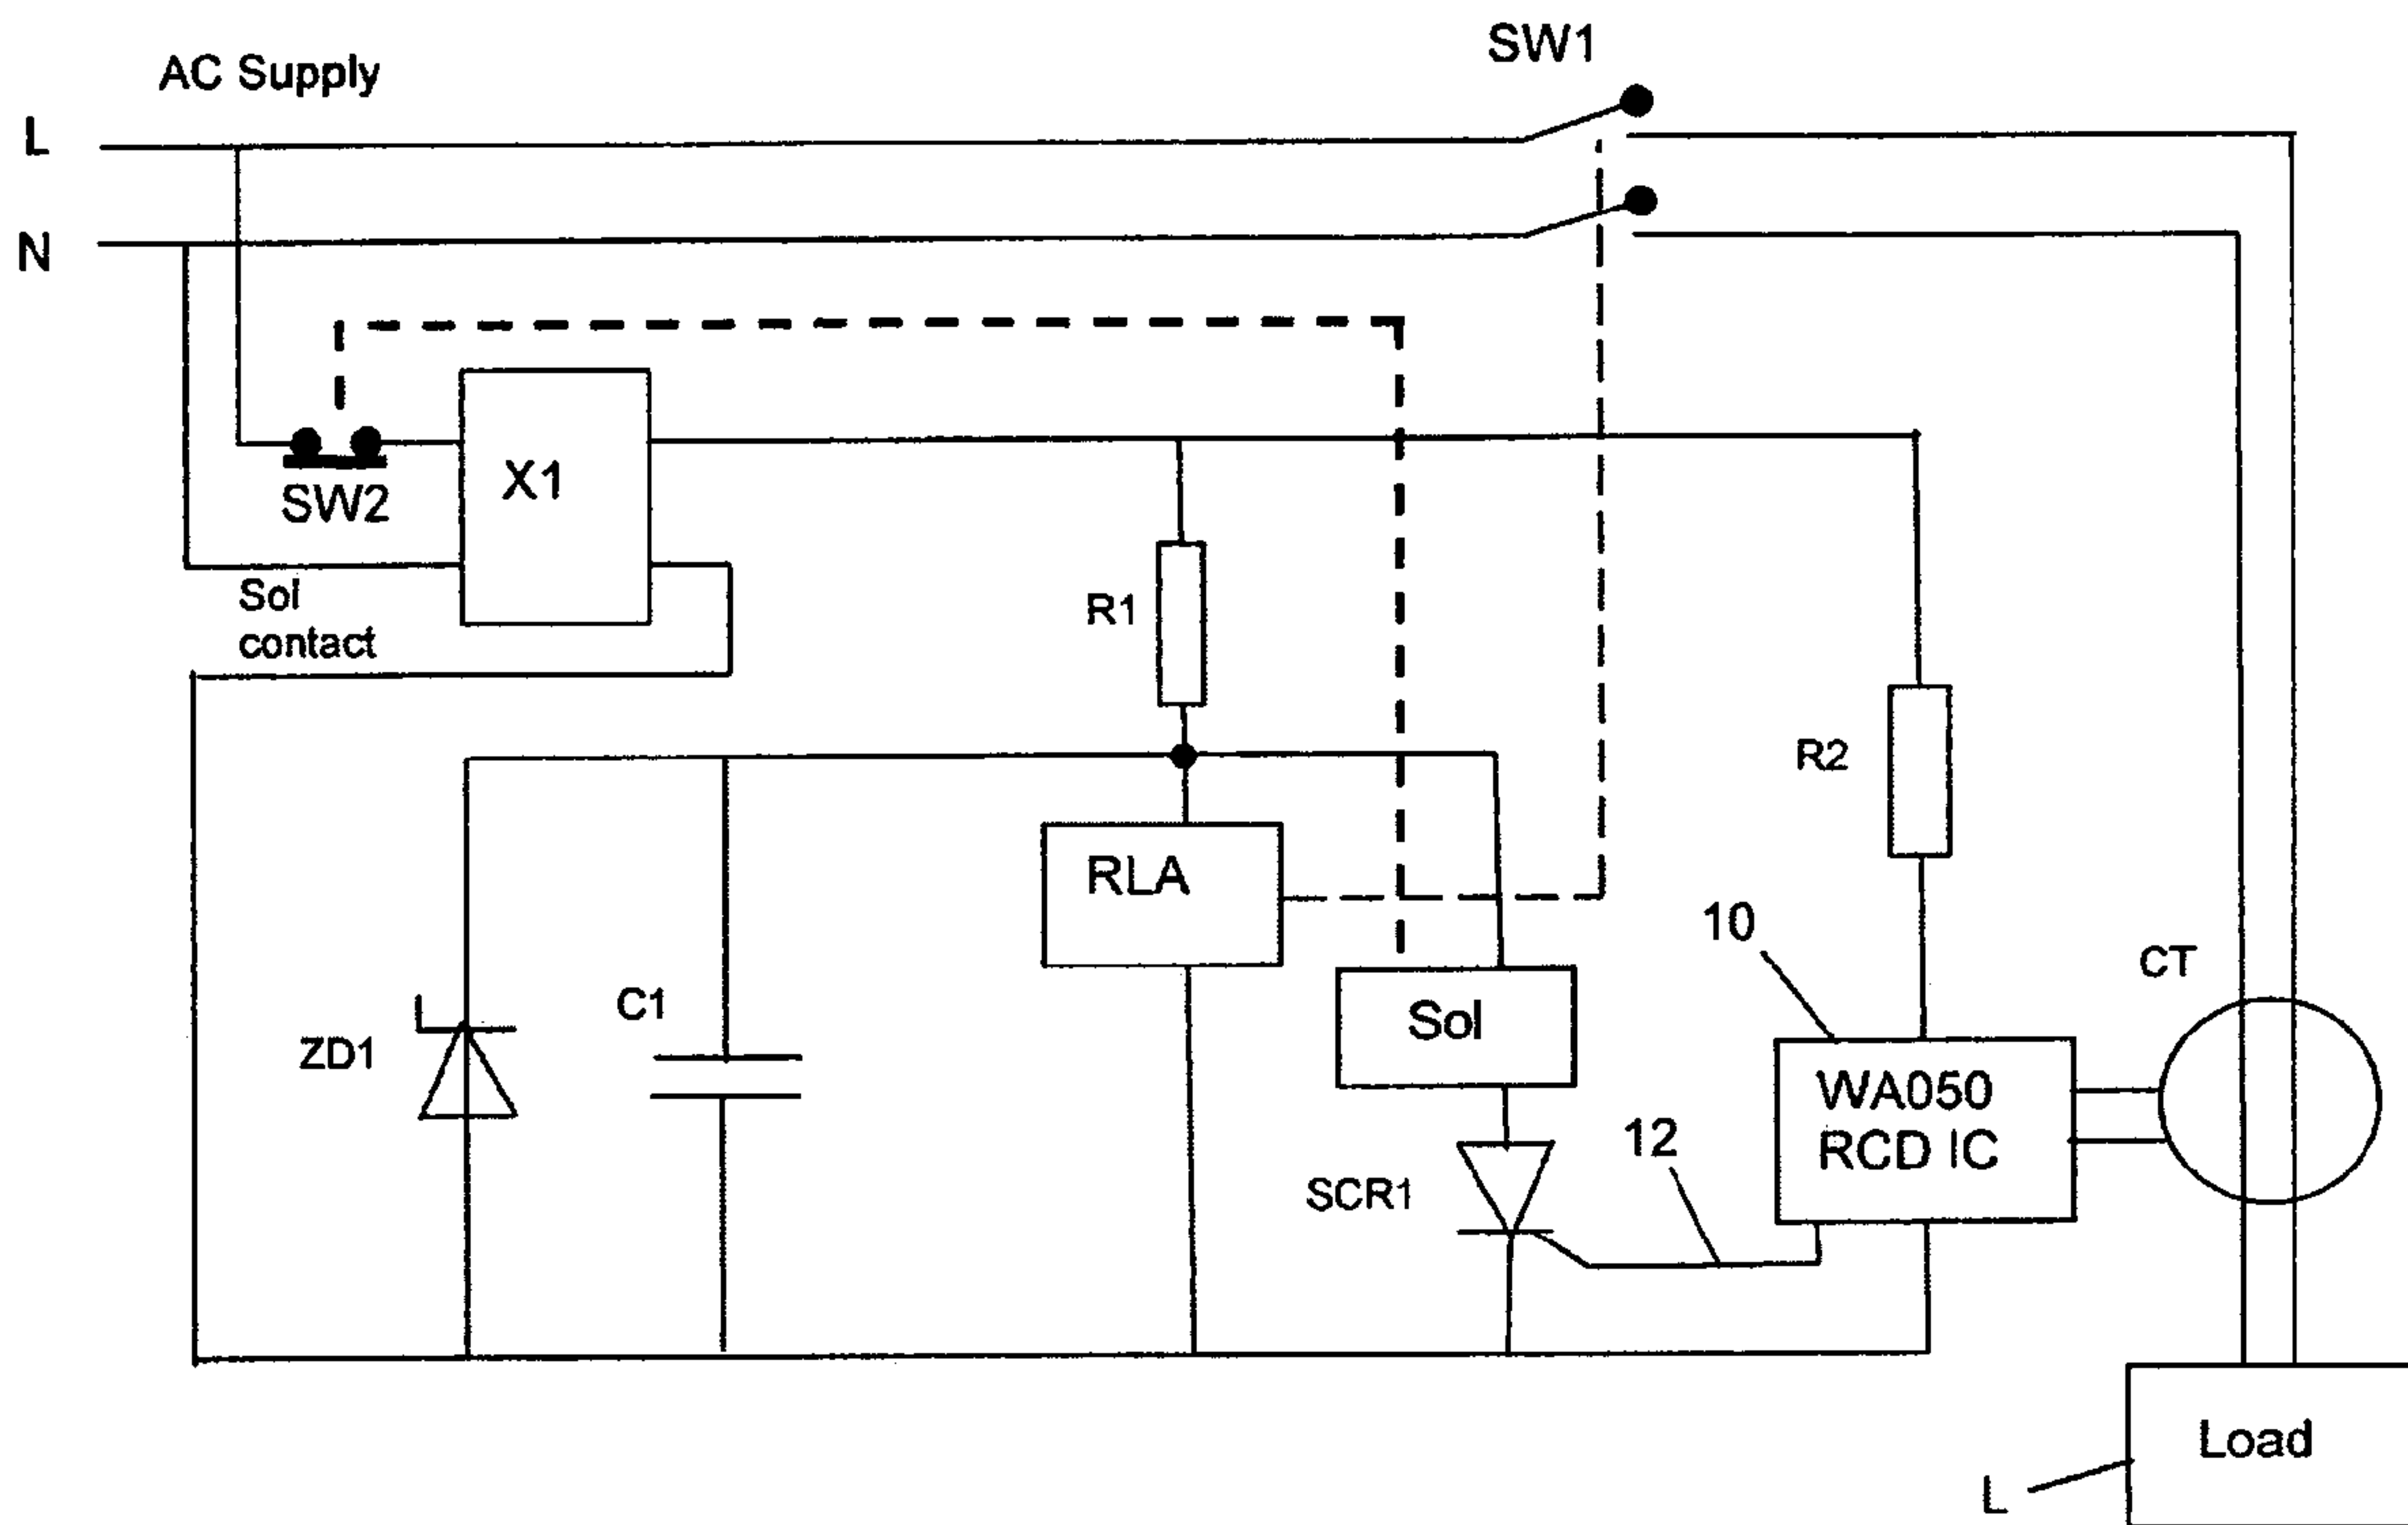 AC Supply
SW1
L
N
SW2
X1
Sol
contact
R1
R2
RLA
10
CT
C1
ZD1
Sol
WA050
RCD IC
12
SCR1
Load
L